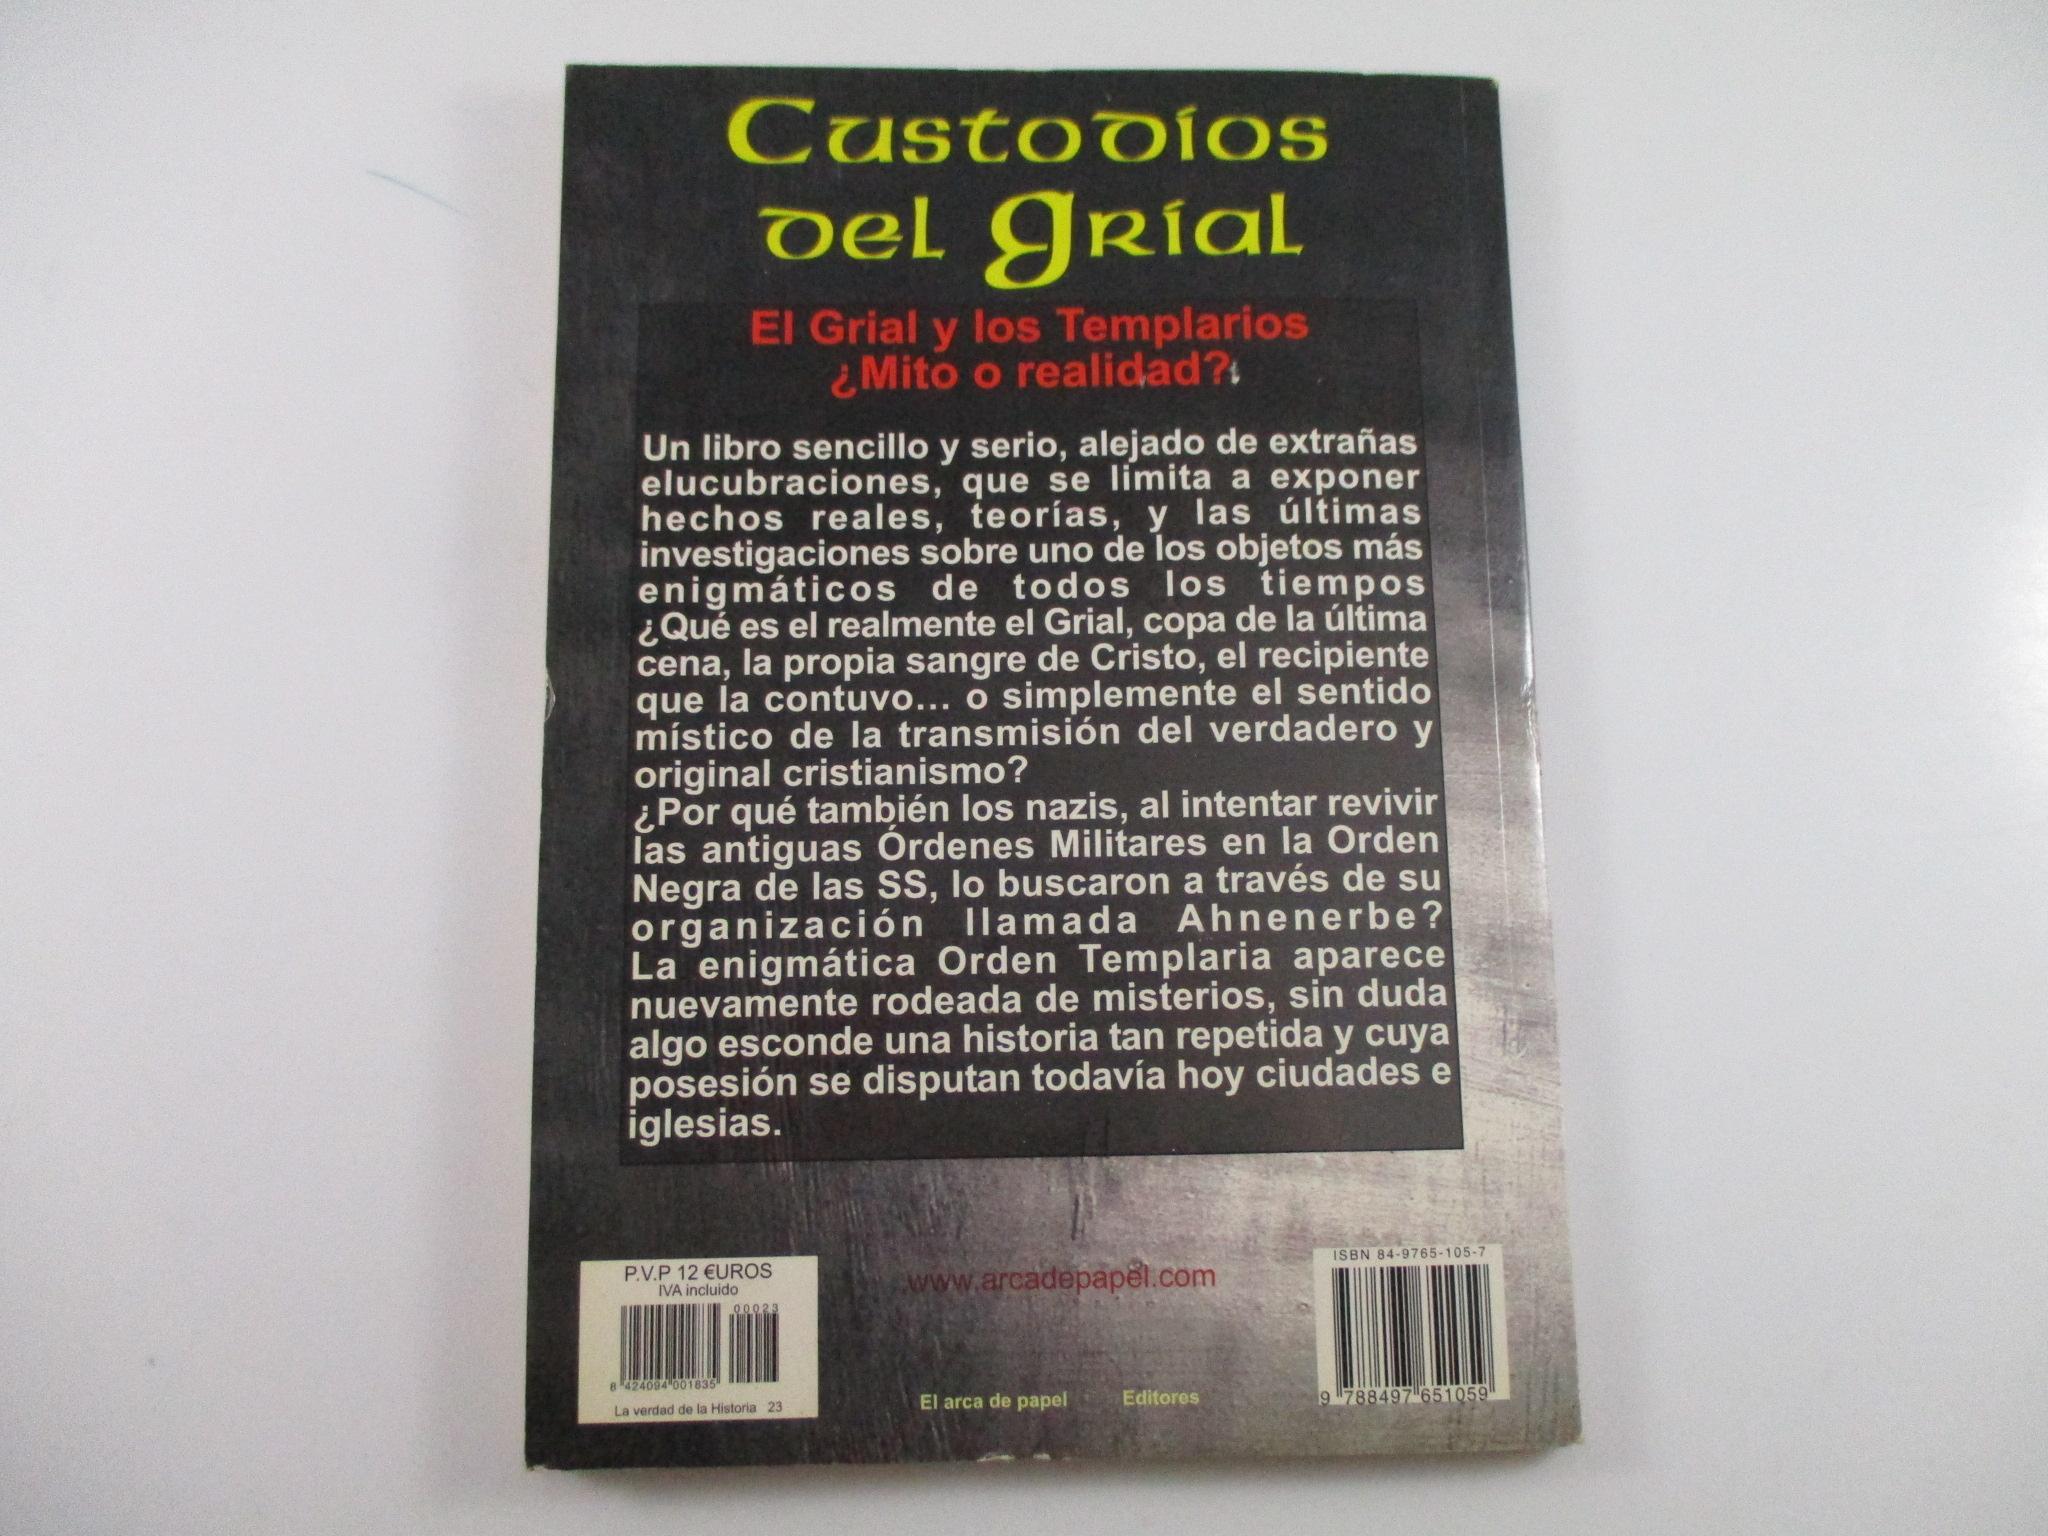 Custodios
del Grial
El Grial y los Templarios
¿Mito o realidad?
Un libro sencillo y serio, alejado de extrañas
elucubraciones, que se limita a exponer
hechos reales, teorías, y las últimas
investigaciones sobre uno de los objetos más
enigmáticos de todos los tiempos
¿Qué es el realmente el Grial, copa de la última
cena, la propia sangre de Cristo, el recipiente
que la contuvo... o simplemente el sentido
místico de la transmisión del verdadero y
original cristianismo?
¿Por qué también los nazis, al intentar revivir
las antiguas Órdenes Militares en la Orden
Negra de las SS, lo buscaron a través de su
organización llamada Ahnenerbe?
La enigmática Orden Templaria aparece
nuevamente rodeada de misterios, sin duda
algo esconde una historia tan repetida y cuya
posesión se disputan todavía hoy ciudades e
iglesias.
P.V.P 12 €UROS
IVA incluido
00023
8 424094 001835
La verdad de la Historia 23
www.arcadepapel.com
El arca de papel Editores
ISBN 84-9765-105-7
9 788497 651059